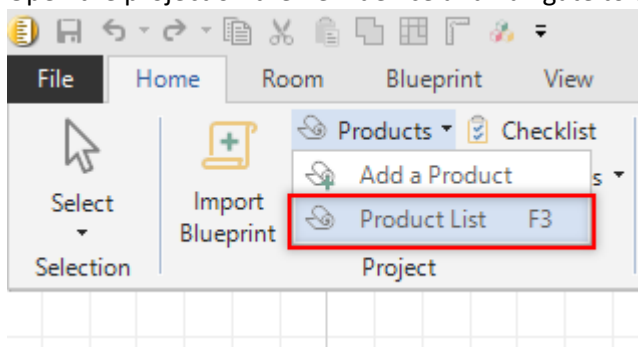 File Home Room Blueprint View
Products Checklist
Add a Product s
Product List F3
Select
Import
Blueprint
Selection Project